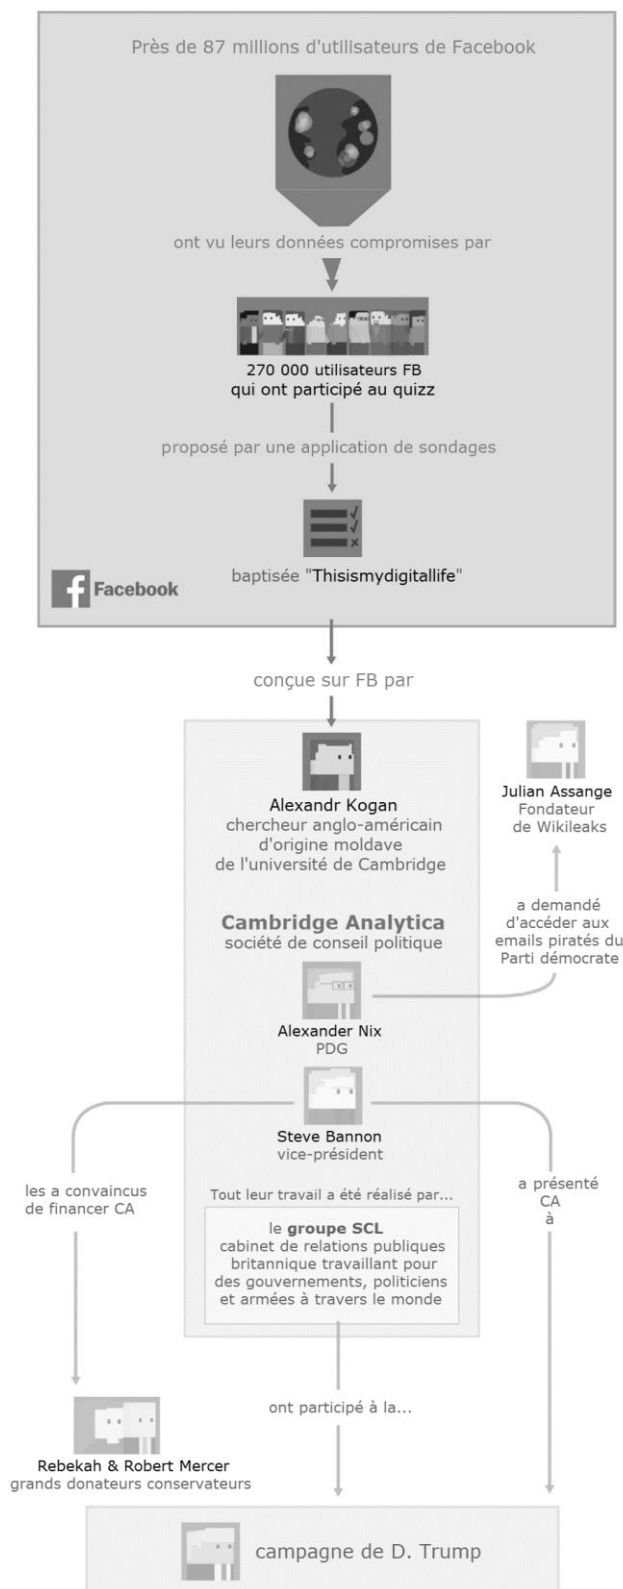 Près de 87 millions d'utilisateurs de Facebook
ont vu leurs données compromises par
270 000 utilisateurs FB
qui ont participé au quizz
proposé par une application de sondages
baptisée "Thisismydigitallife"
f Facebook
conçue sur FB par
Alexandr Kogan
chercheur anglo-américain
d'origine moldave
de l'université de Cambridge
Julian Assange
Fondateur
de Wikileaks
a demandé
d'accéder aux
emails piratés du
Parti démocrate
Cambridge Analytica
société de conseil politique
Alexander Nix
PDG
Steve Bannon
vice-président
les a convaincus
de financer CA
a présenté
CA
à
Tout leur travail a été réalisé par...
le groupe SCL
cabinet de relations publiques
britannique travaillant pour
des gouvernements, politiciens
et armées à travers le monde
ont participé à la...
Rebekah & Robert Mercer
grands donateurs conservateurs
campagne de D. Trump